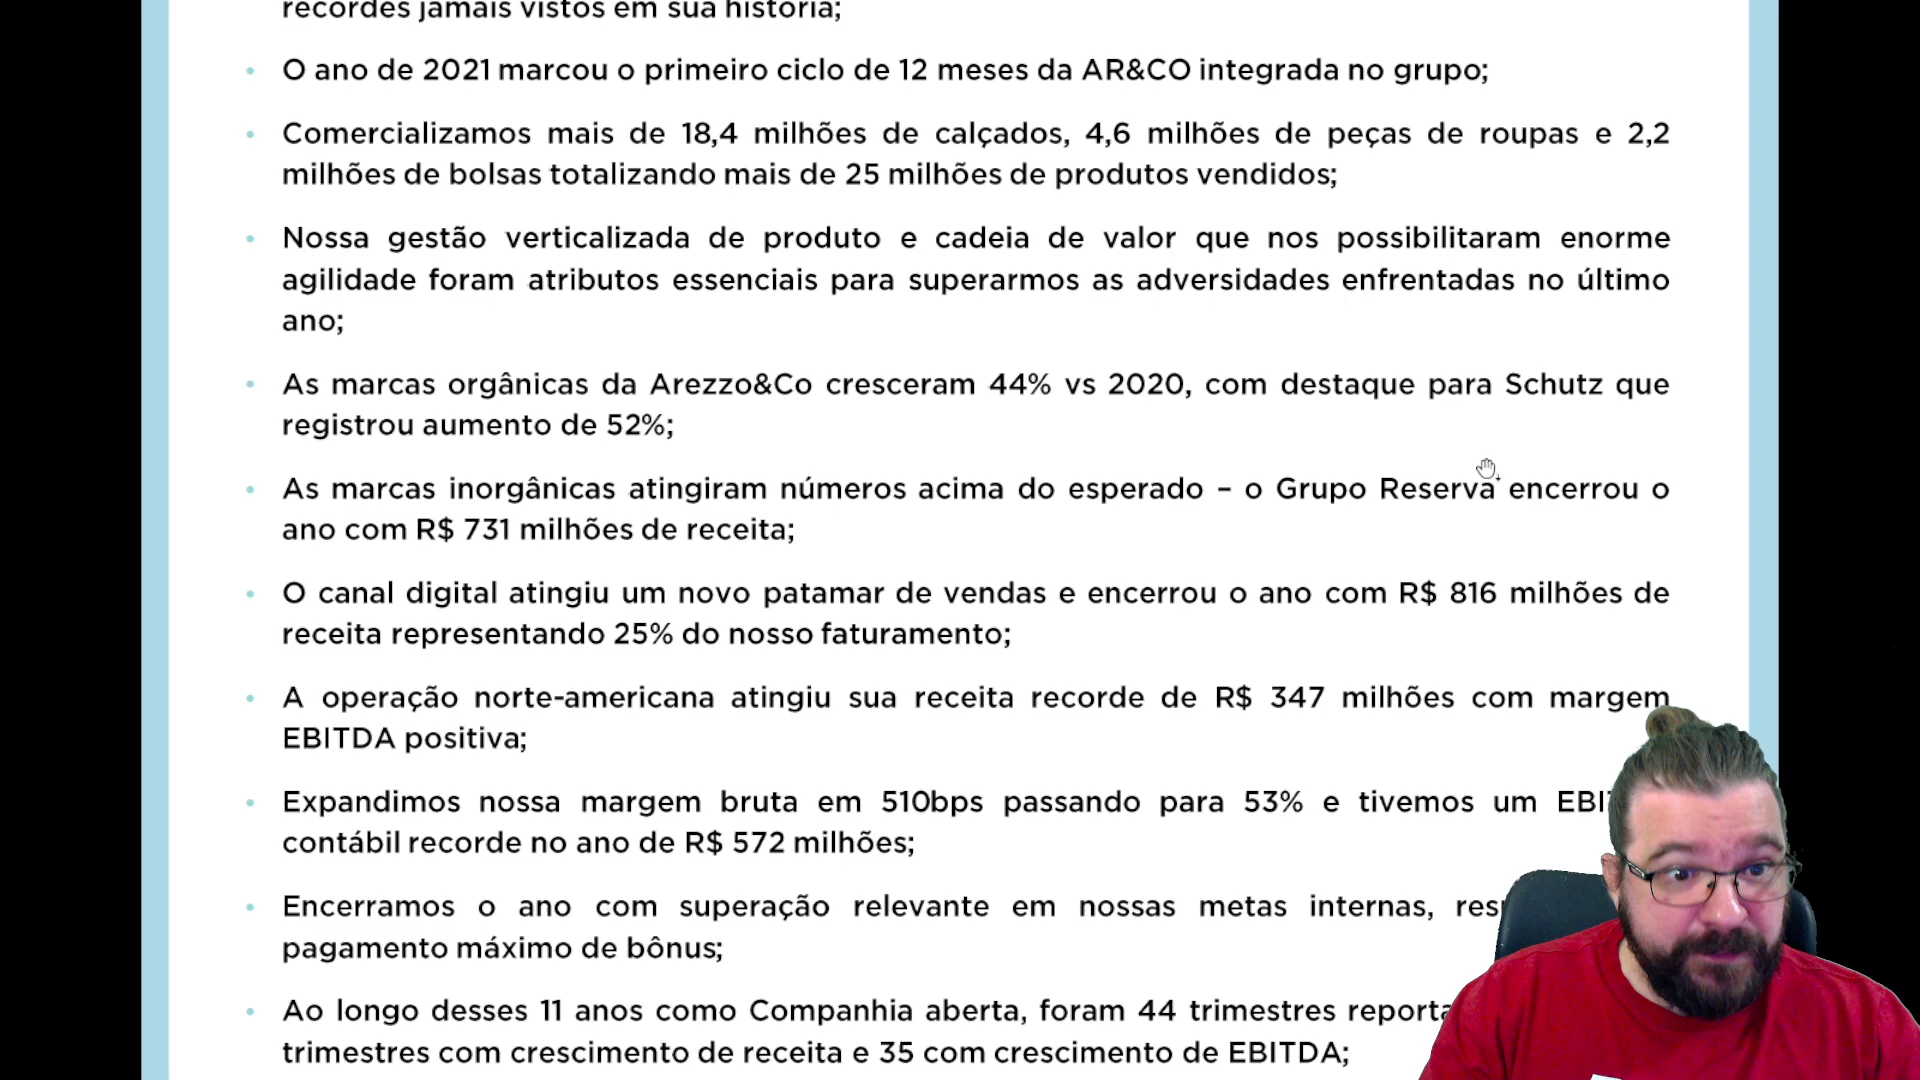 recordes jamais vistos em sua história;
• O ano de 2021 marcou o primeiro ciclo de 12 meses da AR&CO integrada no grupo;
• Comercializamos mais de 18,4 milhões de calçados, 4,6 milhões de peças de roupas e 2,2
milhões de bolsas totalizando mais de 25 milhões de produtos vendidos;
• Nossa gestão verticalizada de produto e cadeia de valor que nos possibilitaram enorme
agilidade foram atributos essenciais para superarmos as adversidades enfrentadas no último
ano;
• As marcas orgânicas da Arezzo&Co cresceram 44% vs 2020, com destaque para Schutz que
registrou aumento de 52%;
• As marcas inorgânicas atingiram números acima do esperado – o Grupo Reserva encerrou o
ano com R$ 731 milhões de receita;
• O canal digital atingiu um novo patamar de vendas e encerrou o ano com R$ 816 milhões de
receita representando 25% do nosso faturamento;
• A operação norte-americana atingiu sua receita recorde de R$ 347 milhões com margem
EBITDA positiva;
• Expandimos nossa margem bruta em 510bps passando para 53% e tivemos um
contábil recorde no ano de R$ 572 milhões;
• Encerramos o ano com superação relevante em nossas metas internas,
pagamento máximo de bônus;
• Ao longo desses 11 anos como Companhia aberta, foram 44 trimestres
trimestres com crescimento de receita e 35 com crescimento de EBITDA;